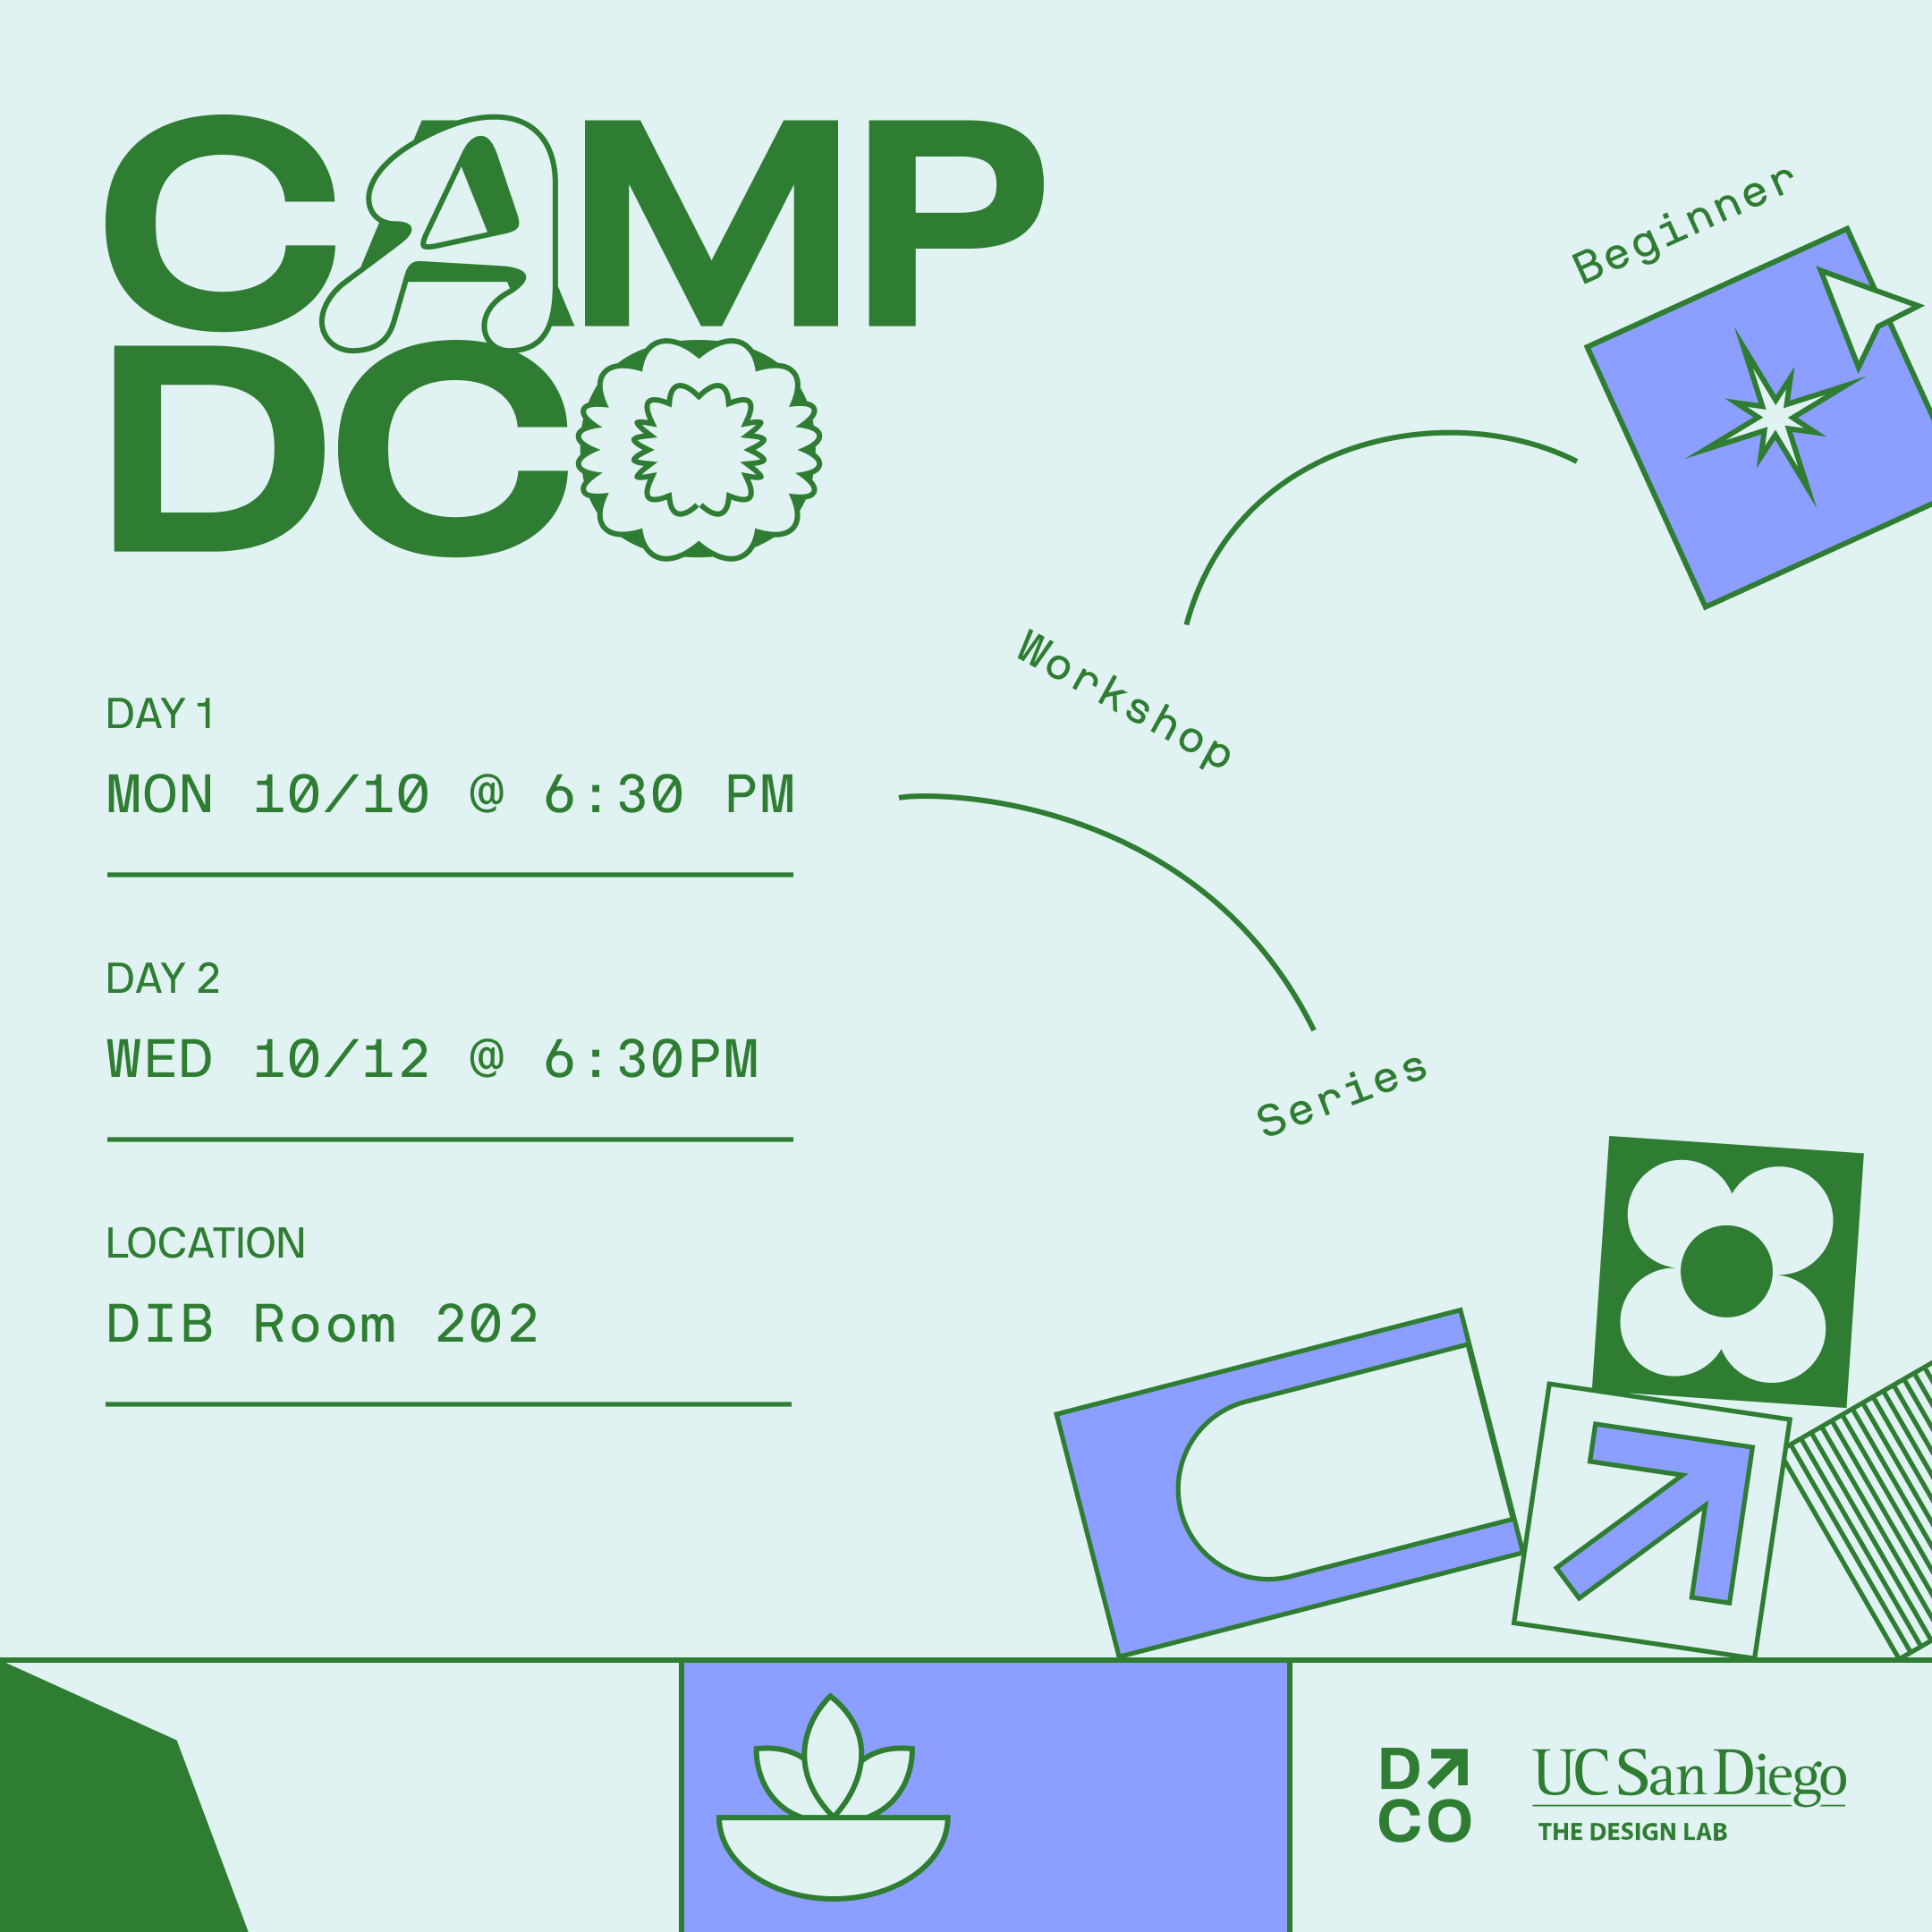 CAMP
DCO
Beginner
Workshop
Series
DAY 1
MON 10/10 @ 6:30 PM
DAY 2
WED 10/12 @ 6:30PM
LOCATION
DIB Room 202
D
CO
UC San Diego
THE DESIGN LAB